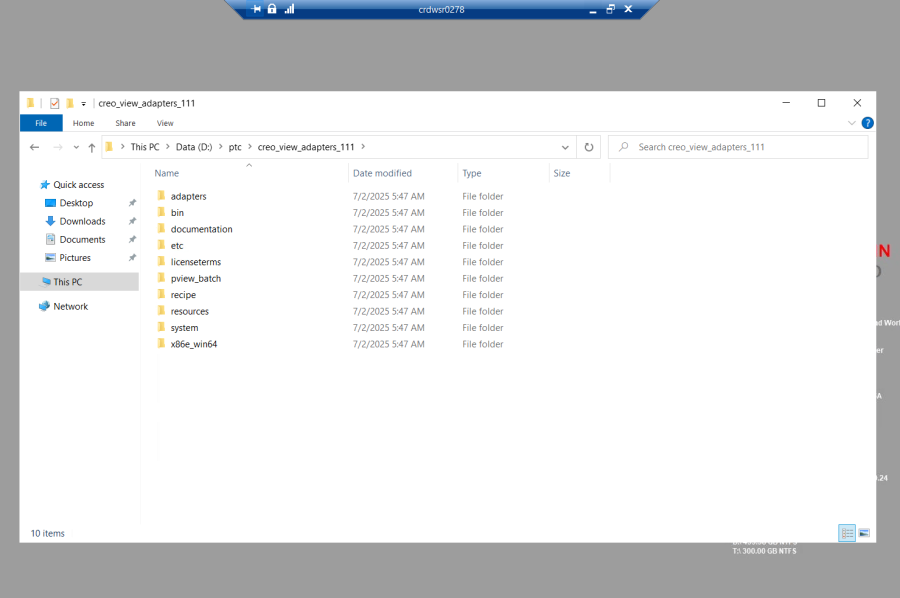 crdwsr0278
creo_view_adapters_111
File Home Share View
This PC Data (D:) ptc creo_view_adapters_111
Search creo_view_adapters_111
Name Date modified Type Size
Quick access
Desktop
Downloads
Documents
Pictures
This PC
Network
adapters 7/2/2025 5:47 AM File folder
bin 7/2/2025 5:47 AM File folder
documentation 7/2/2025 5:47 AM File folder
etc 7/2/2025 5:47 AM File folder
licenseterms 7/2/2025 5:47 AM File folder
pview_batch 7/2/2025 5:47 AM File folder
recipe 7/2/2025 5:47 AM File folder
resources 7/2/2025 5:47 AM File folder
system 7/2/2025 5:47 AM File folder
x86e_win64 7/2/2025 5:47 AM File folder
10 items
N
er
A
.24
T:\ 300.00 GB NTFS